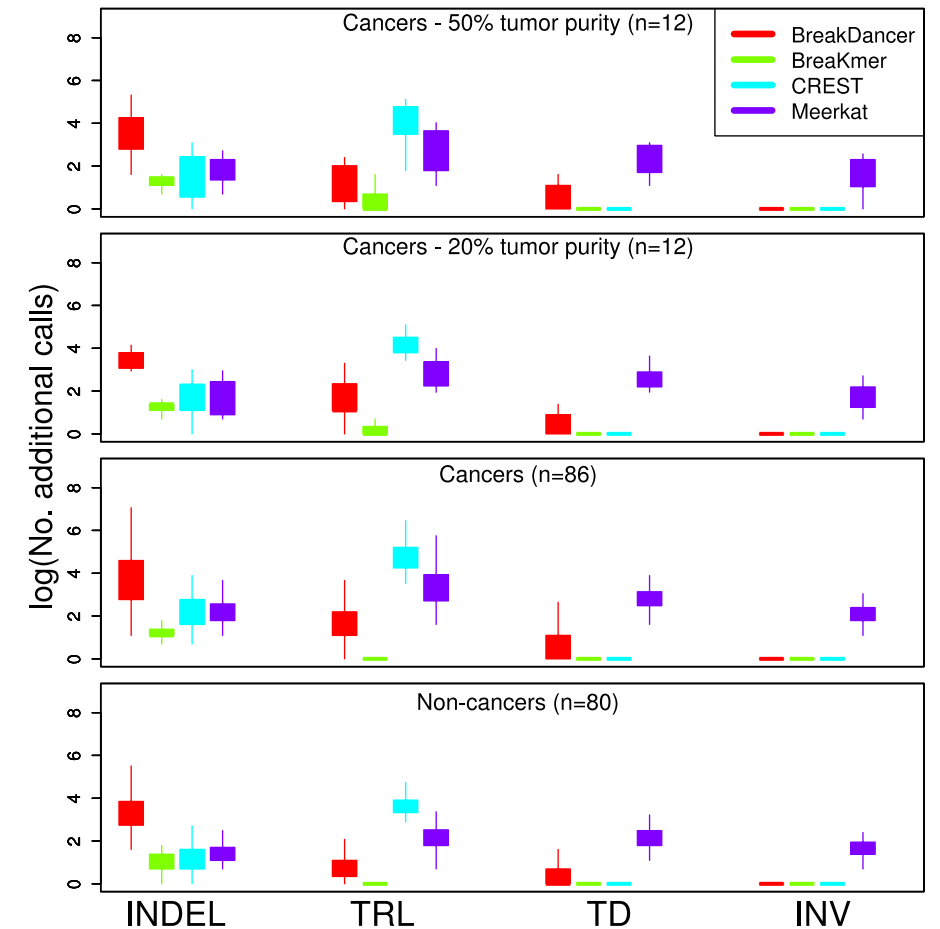 Cancers - 50% tumor purity (n=12)
BreakDancer
BreaKmer
CREST
Meerkat
8
6
4
2
0
Cancers - 20% tumor purity (n=12)
8
6
4
2
0
log(No. additional calls)
Cancers (n=86)
8
6
4
2
0
Non-cancers (n=80)
8
6
4
2
0
INDEL TRL TD INV